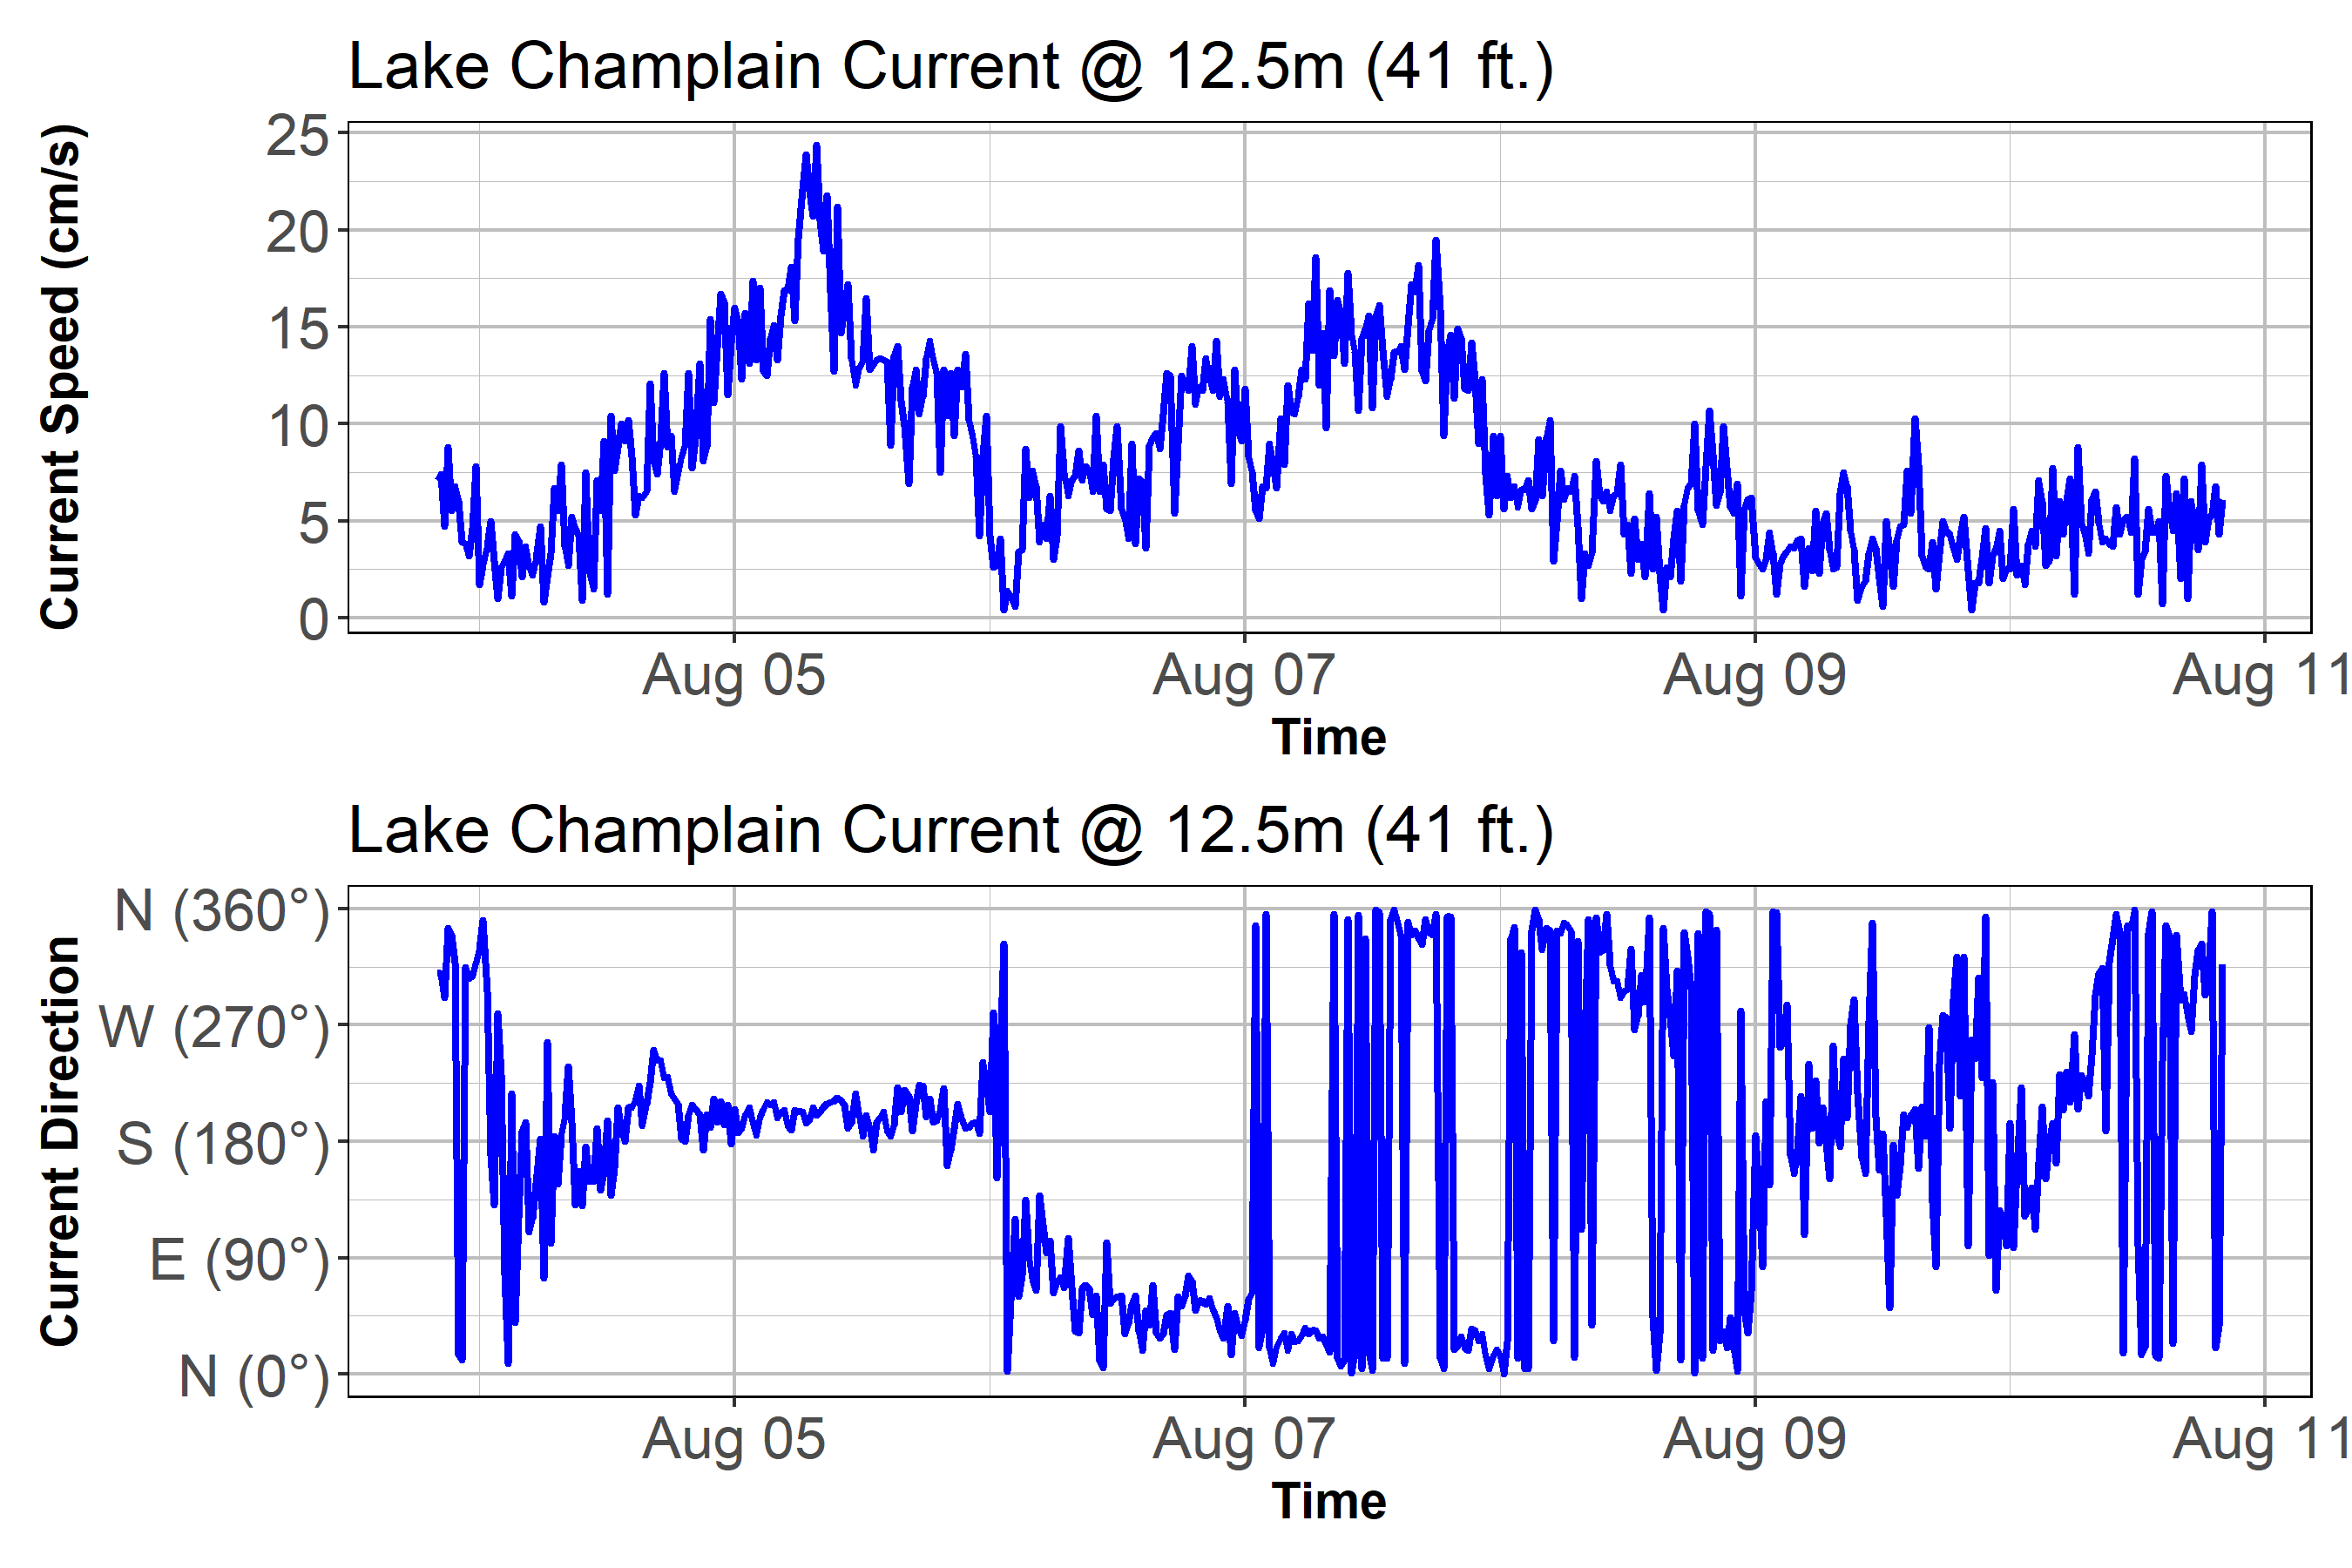 Lake Champlain Current @ 12.5m (41 ft.)
Current Speed (cm/s)
25
20
15
10
5
0
Aug 05 Aug 07 Aug 09 Aug 11
Time
Lake Champlain Current @ 12.5m (41 ft.)
Current Direction
N (360°)
W (270°)
S (180°)
E (90°)
N (0°)
Aug 05 Aug 07 Aug 09 Aug 11
Time